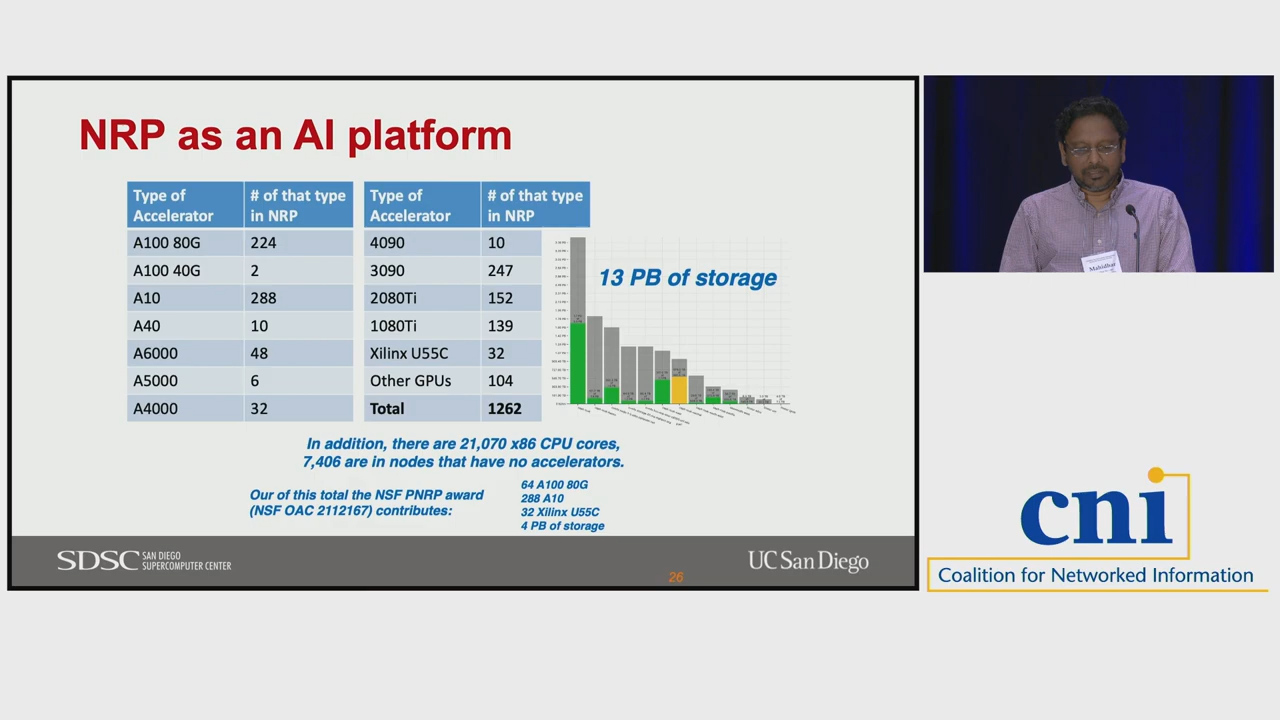 NRP as an AI platform
Type of Accelerator # of that type in NRP
A100 80G 224
A100 40G 2
A10 288
A40 10
A6000 48
A5000 6
A4000 32
Type of Accelerator # of that type in NRP
4090 10
3090 247
2080Ti 152
1080Ti 139
Xilinx U55C 32
Other GPUs 104
Total 1262
13 PB of storage
In addition, there are 21,070 x86 CPU cores,
7,406 are in nodes that have no accelerators.
Our of this total the NSF PNRP award
(NSF OAC 2112167) contributes:
64 A100 80G
288 A10
32 Xilinx U55C
4 PB of storage
SDSC SAN DIEGO
SUPERCOMPUTER CENTER
26
UC San Diego
Mahidhar
cni
Coalition for Networked Information